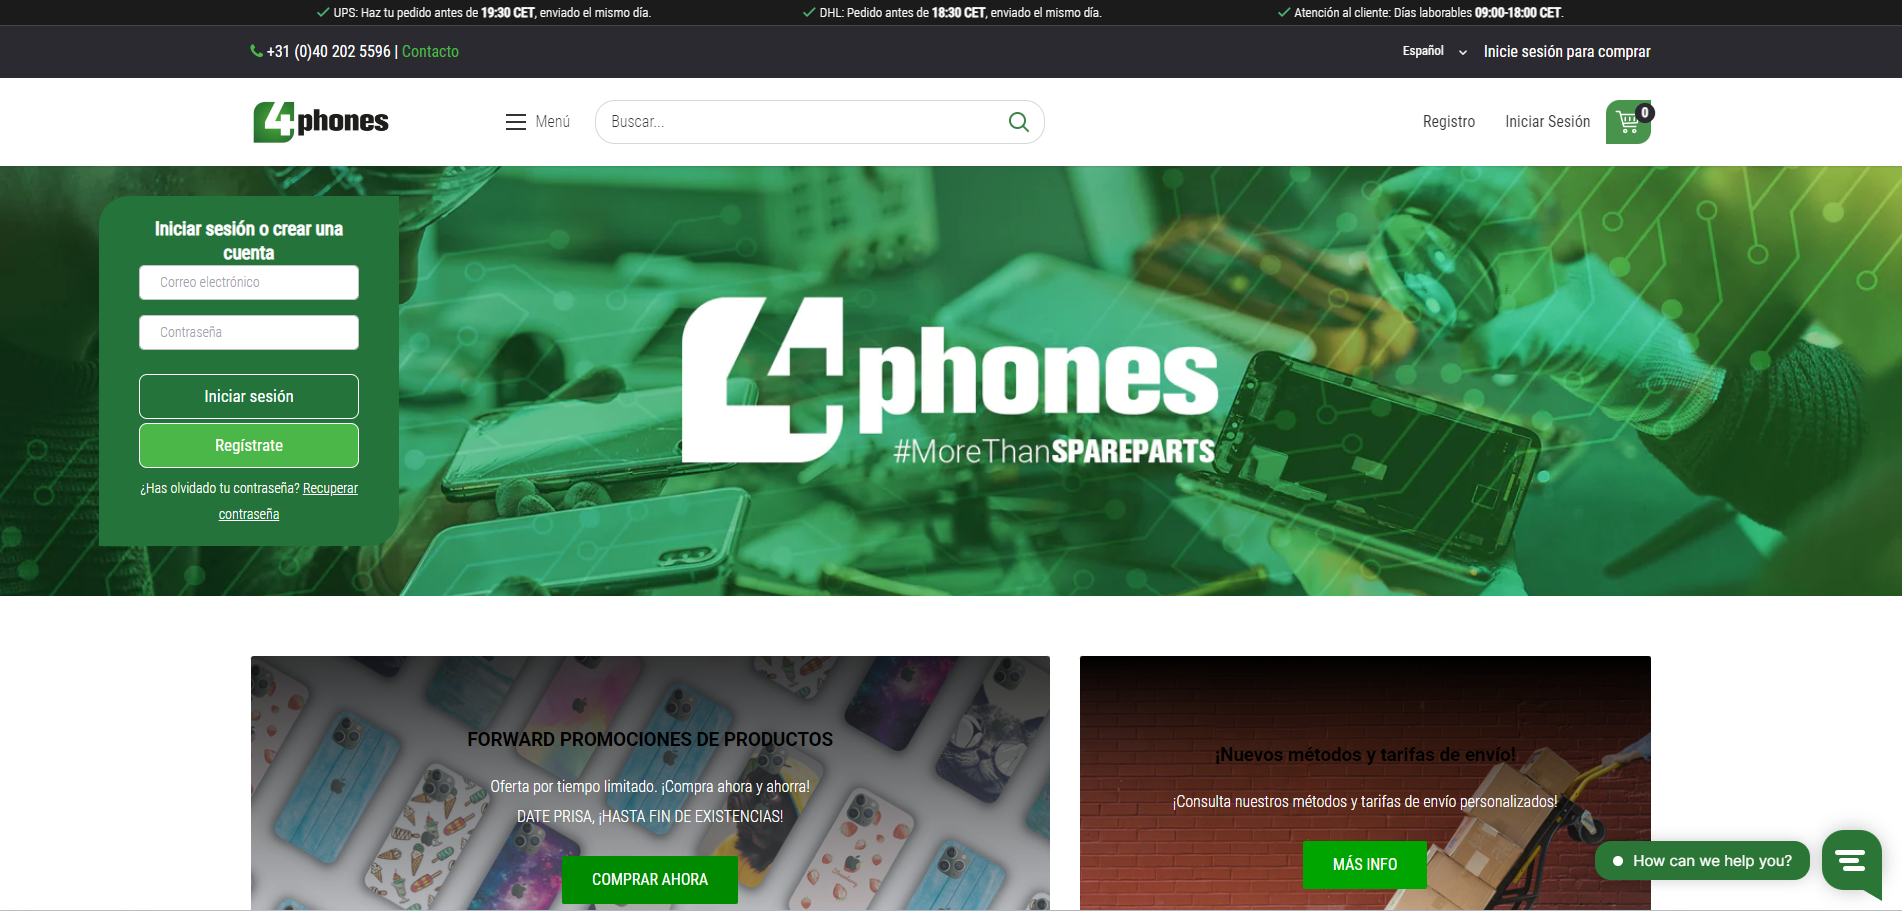 UPS: Haz tu pedido antes de 19:30 CET, enviado el mismo día.
DHL: Pedido antes de 18:30 CET, enviado el mismo día.
Atención al cliente: Días laborables 09:00-18:00 CET.
+31 (0)40 202 5596 | Contacto
Español
Inicie sesión para comprar
4phones
Menú
Buscar...
Registro
Iniciar Sesión
0
Iniciar sesión o crear una
cuenta
Correo electrónico
Contraseña
Iniciar sesión
Regístrate
¿Has olvidado tu contraseña? Recuperar
contraseña
4phones
#MoreThanSPAREPARTS
FORWARD PROMOCIONES DE PRODUCTOS
Oferta por tiempo limitado. ¡Compra ahora y ahorra!
DATE PRISA, ¡HASTA FIN DE EXISTENCIAS!
COMPRAR AHORA
¡Nuevos métodos y tarifas de envío!
¡Consulta nuestros métodos y tarifas de envío personalizados!
MÁS INFO
How can we help you?